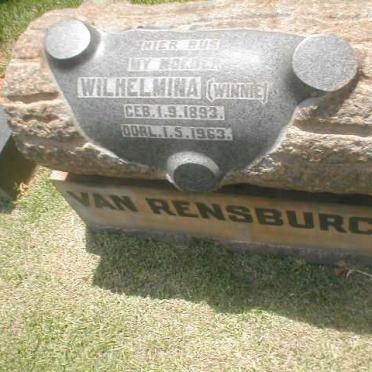 HIER RUS
MY MOEDER
WILHELMINA (WINNIE)
GEB. 1.9.1893.
OORL. 1.5.1963.
VAN RENSBURG